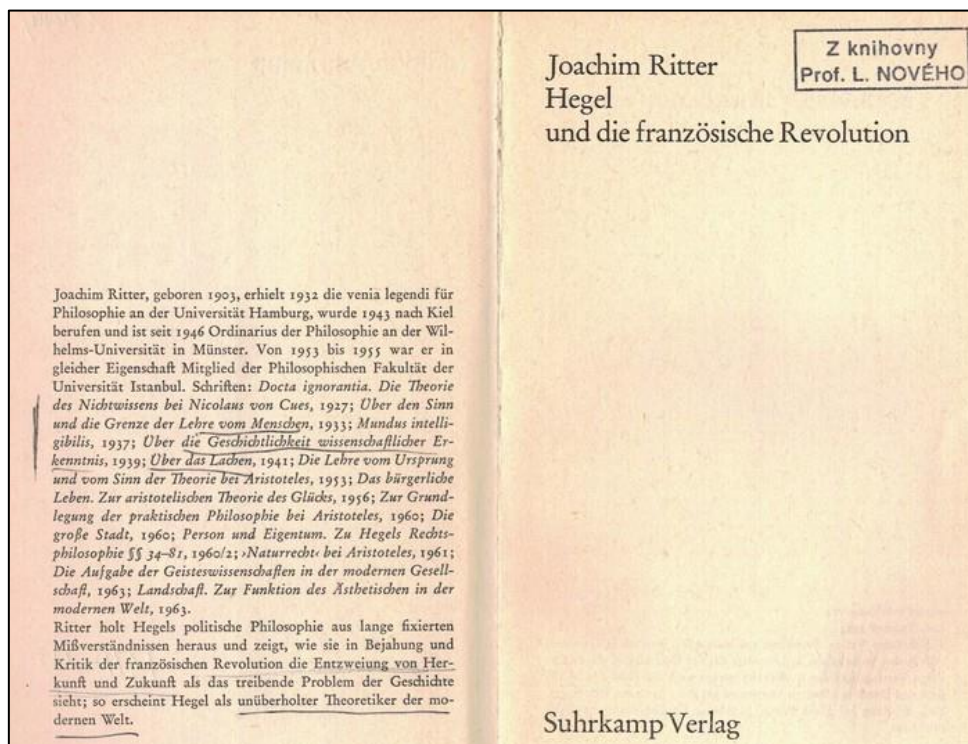 Joachim Ritter, geboren 1903, erhielt 1932 die venia legendi für
Philosophie an der Universität Hamburg, wurde 1943 nach Kiel
berufen und ist seit 1946 Ordinarius der Philosophie an der Wil-
helms-Universität in Münster. Von 1953 bis 1955 war er in
gleicher Eigenschaft Mitglied der Philosophischen Fakultät der
Universität Istanbul. Schriften: Docta ignorantia. Die Theorie
des Nichtwissens bei Nicolaus von Cues, 1927; Über den Sinn
und die Grenze der Lehre vom Menschen, 1933; Mundus intelli-
gibilis, 1937; Über die Geschichtlichkeit wissenschaftlicher Er-
kenntnis, 1939; Über das Lachen, 1941; Die Lehre vom Ursprung
und vom Sinn der Theorie bei Aristoteles, 1953; Das bürgerliche
Leben. Zur aristotelischen Theorie des Glücks, 1956; Zur Grund-
legung der praktischen Philosophie bei Aristoteles, 1960; Die
große Stadt, 1960; Person und Eigentum. Zu Hegels Rechts-
philosophie §§ 34–81, 1960/2; ›Naturrecht‹ bei Aristoteles, 1961;
Die Aufgabe der Geisteswissenschaften in der modernen Gesell-
schaft, 1963; Landschaft. Zur Funktion des Ästhetischen in der
modernen Welt, 1963.
Ritter holt Hegels politische Philosophie aus lange fixierten
Mißverständnissen heraus und zeigt, wie sie in Bejahung und
Kritik der französischen Revolution die Entzweiung von Her-
kunft und Zukunft als das treibende Problem der Geschichte
sieht; so erscheint Hegel als unüberholter Theoretiker der mo-
dernen Welt.
Joachim Ritter
Hegel
und die französische Revolution
Z knihovny
Prof. L. NOVÉHO
Suhrkamp Verlag